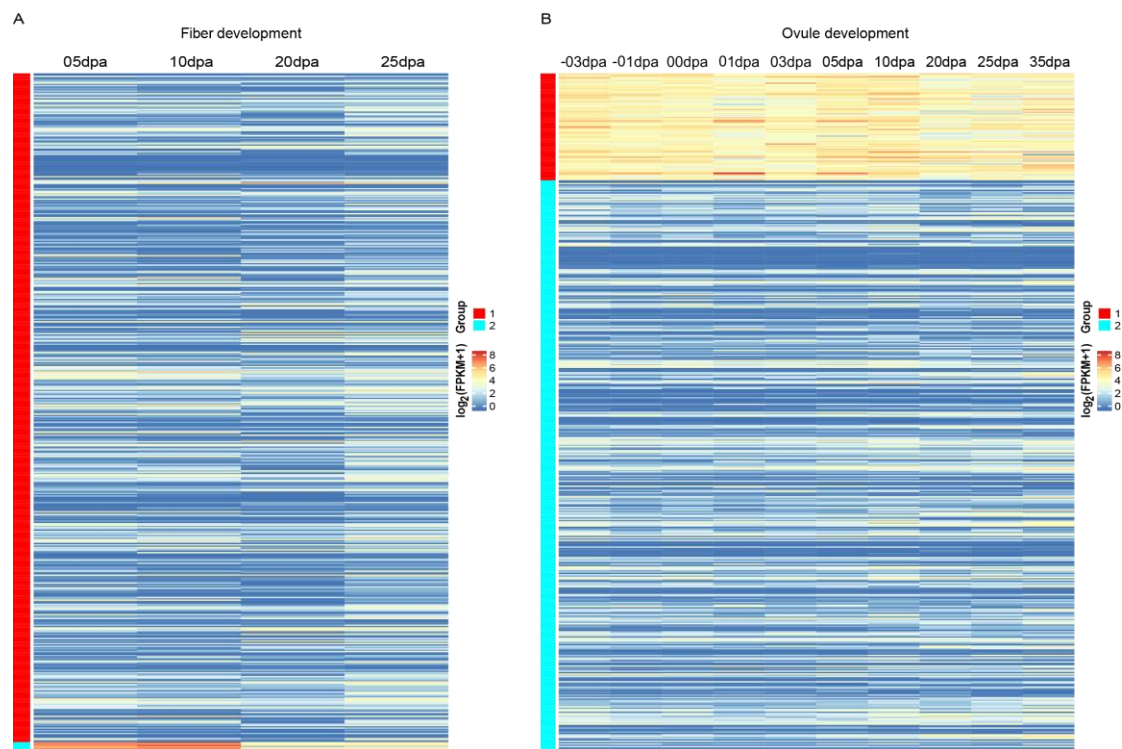 A
Fiber development
05dpa 10dpa 20dpa 25dpa
Group
1
2
log2(FPKM+1)
8
6
4
2
0
B
Ovule development
-03dpa -01dpa 00dpa 01dpa 03dpa 05dpa 10dpa 20dpa 25dpa 35dpa
Group
1
2
log2(FPKM+1)
8
6
4
2
0